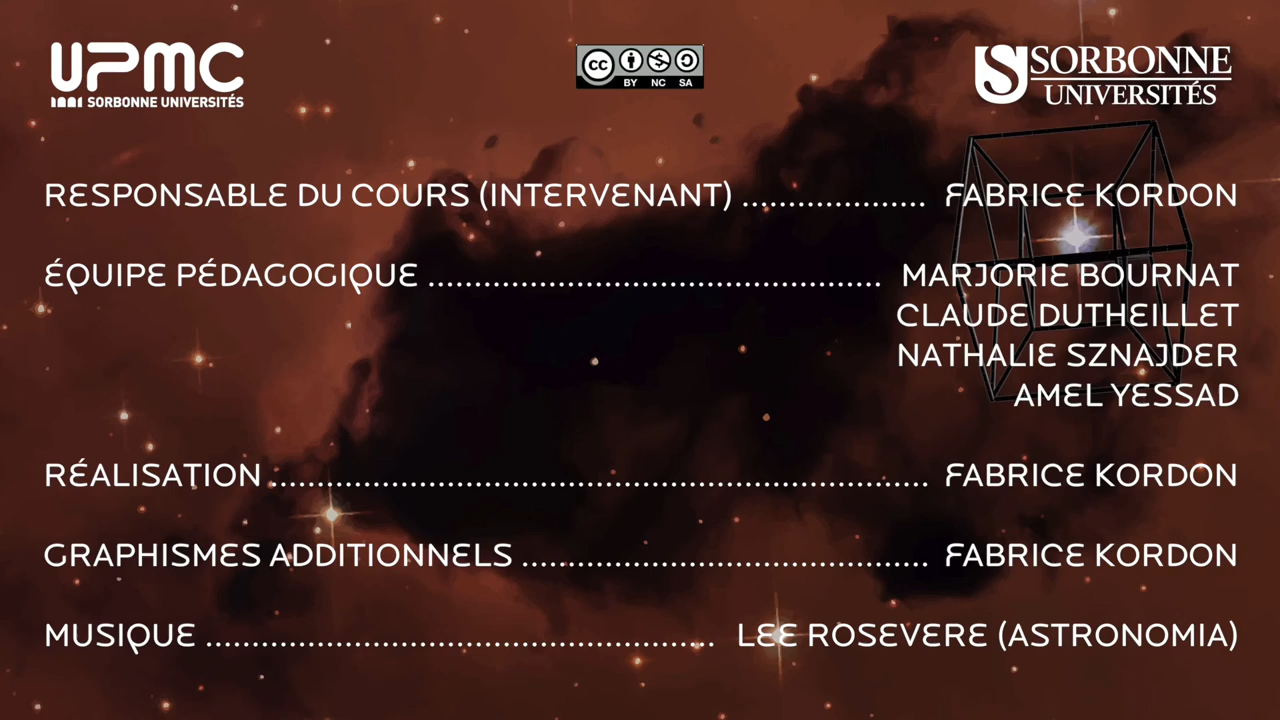 UPMC
SORBONNE UNIVERSITÉS
cc
BY NC SA
SORBONNE
UNIVERSITÉS
RESPONSABLE DU COURS (INTERVENANT) .................... FABRICE KORDON
ÉQUIPE PÉDAGOGIQUE ................................................. MARJORIE BOURNAT
CLAUDE DUTHEILLET
NATHALIE SZNAJDER
AMEL YESSAD
RÉALISATION ....................................................................... FABRICE KORDON
GRAPHISMES ADDITIONNELS ............................................ FABRICE KORDON
MUSIQUE ....................................................... LEE ROSEVERE (ASTRONOMIA)